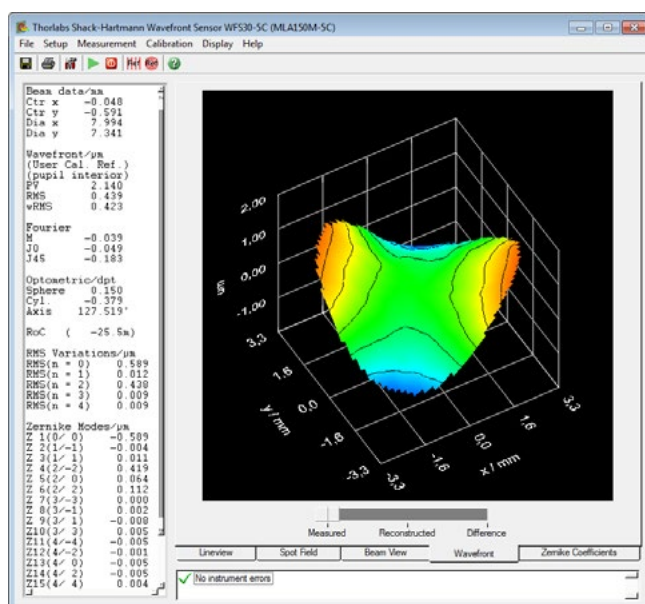 Thorlabs Shack-Hartmann Wavefront Sensor WFS30-5C (MLA150M-5C)
File Setup Measurement Calibration Display Help
Beam data/mm
Ctr x -0.048
Ctr y -0.591
Dia x 7.994
Dia y 7.341
Wavefront/µm
(User Cal. Ref.)
(pupil interior)
PV 2.140
RMS 0.439
wRMS 0.423
Fourier
M -0.039
J0 -0.049
J45 -0.183
Optometric/dpt
Sphere 0.150
Cyl. -0.379
Axis 127.519°
RoC ( -25.5m)
RMS Variations/µm
RMS(n = 0) 0.589
RMS(n = 1) 0.012
RMS(n = 2) 0.438
RMS(n = 3) 0.009
RMS(n = 4) 0.009
Zernike Modes/µm
Z 1(0/ 0) -0.589
Z 2(1/-1) -0.004
Z 3(1/ 1) 0.011
Z 4(2/-2) 0.419
Z 5(2/ 0) 0.064
Z 6(2/ 2) 0.112
Z 7(3/-3) 0.000
Z 8(3/-1) 0.002
Z 9(3/ 1) -0.008
Z10(3/ 3) 0.005
Z11(4/-4) 0.005
Z12(4/-2) -0.001
Z13(4/ 0) -0.005
Z14(4/ 2) -0.005
Z15(4/ 4) 0.004
2,00
1,00
0,00
-1,00
um
3,3
1,6
0,0
-1,6
-3,3
y / mm
-3,3
-1,6
0,0
1,6
3,3
x / mm
Measured Reconstructed Difference
Lineview Spot Field Beam View Wavefront Zernike Coefficients
No instrument errors